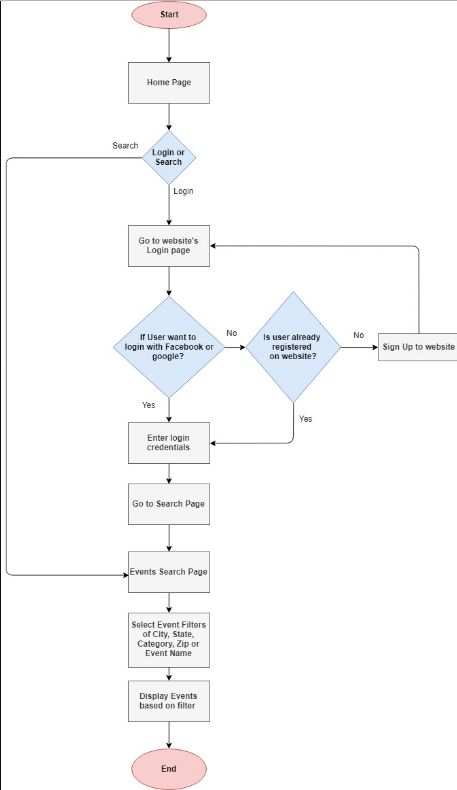 Start
Home Page
Search
Login or
Search
Login
Go to website's
Login page
If User want to
login with Facebook or
google?
No
Is user already
registered
on website?
No
Sign Up to website
Yes
Yes
Enter login
credentials
Go to Search Page
Events Search Page
Select Event Filters
of City, State,
Category, Zip or
Event Name
Display Events
based on filter
End